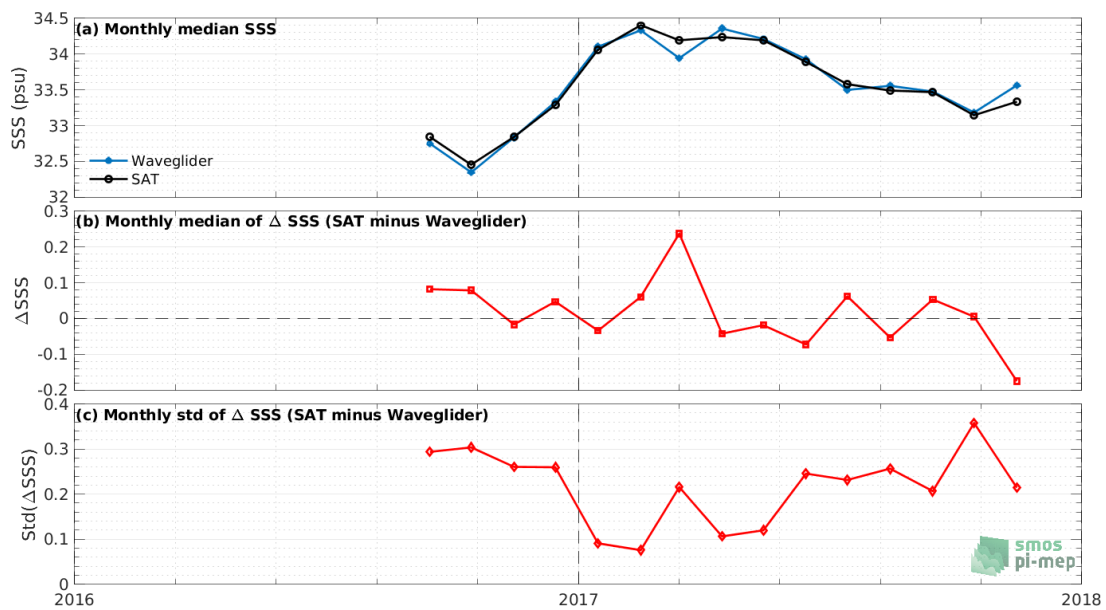 (a) Monthly median SSS
34.5
34
33.5
33
32.5
32
SSS (psu)
Waveglider
SAT
(b) Monthly median of Δ SSS (SAT minus Waveglider)
0.3
0.2
0.1
0
-0.1
-0.2
ΔSSS
(c) Monthly std of Δ SSS (SAT minus Waveglider)
0.4
0.3
0.2
0.1
0
Std(ΔSSS)
smos
pi-mep
2016
2017
2018